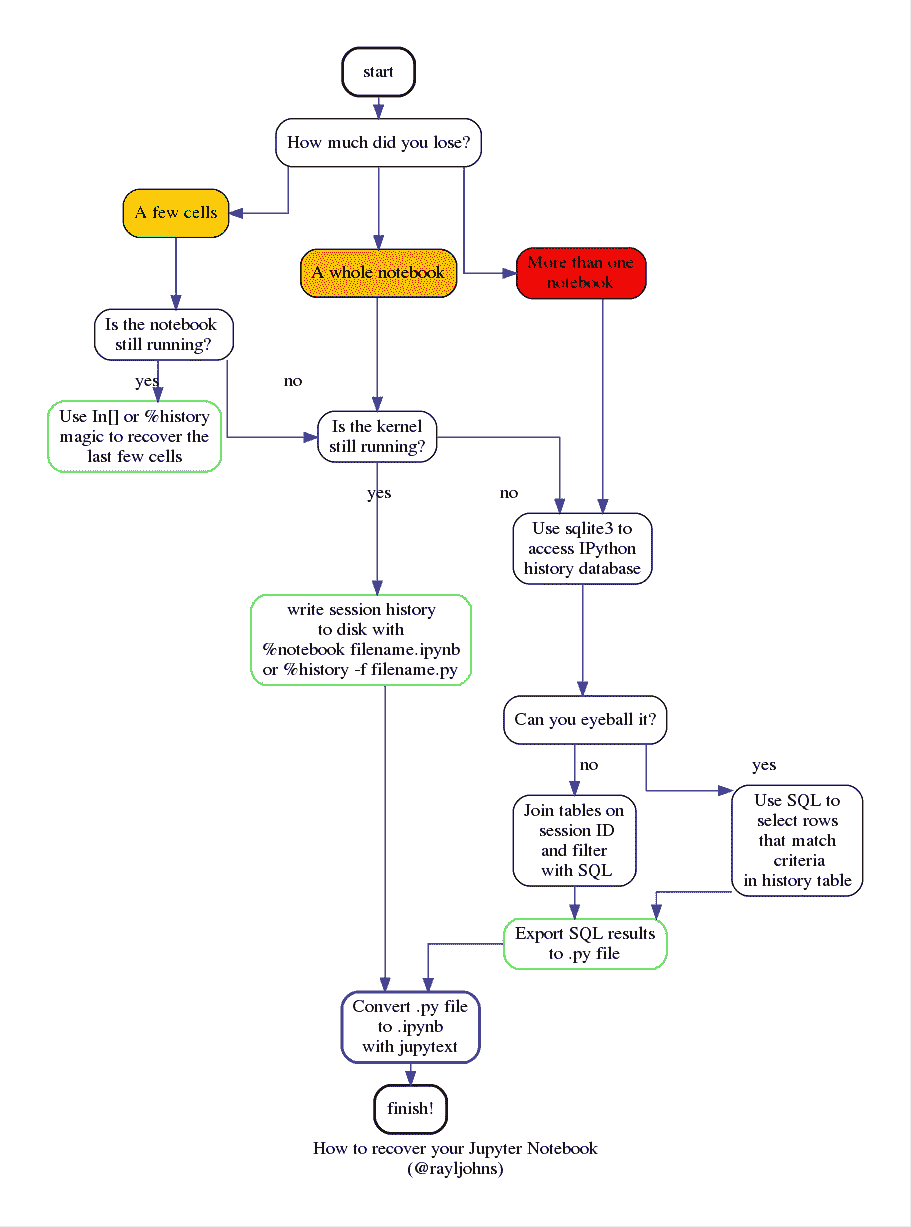 start
How much did you lose?
A few cells
A whole notebook
More than one
notebook
Is the notebook
still running?
yes
no
Use In[] or %history
magic to recover the
last few cells
Is the kernel
still running?
yes
no
Use sqlite3 to
access IPython
history database
write session history
to disk with
%notebook filename.ipynb
or %history -f filename.py
Can you eyeball it?
no
yes
Join tables on
session ID
and filter
with SQL
Use SQL to
select rows
that match
criteria
in history table
Export SQL results
to .py file
Convert .py file
to .ipynb
with jupytext
finish!
How to recover your Jupyter Notebook
(@rayljohns)